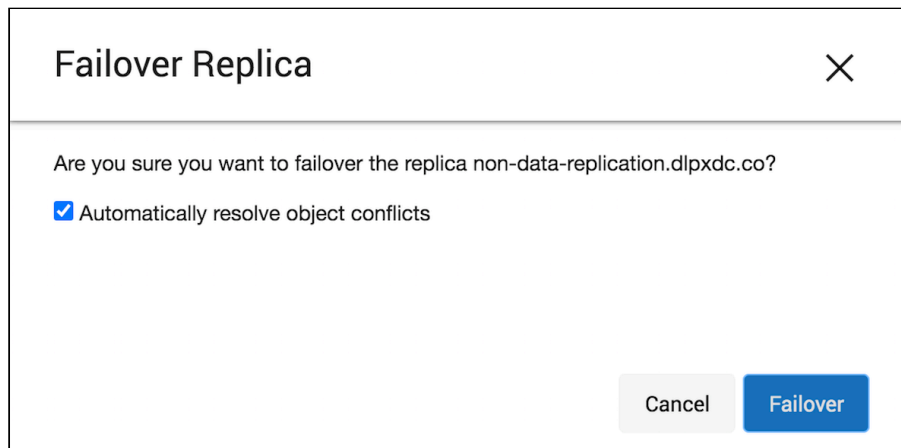 Failover Replica
Are you sure you want to failover the replica non-data-replication.dlpxdc.co?
Automatically resolve object conflicts
Cancel
Failover